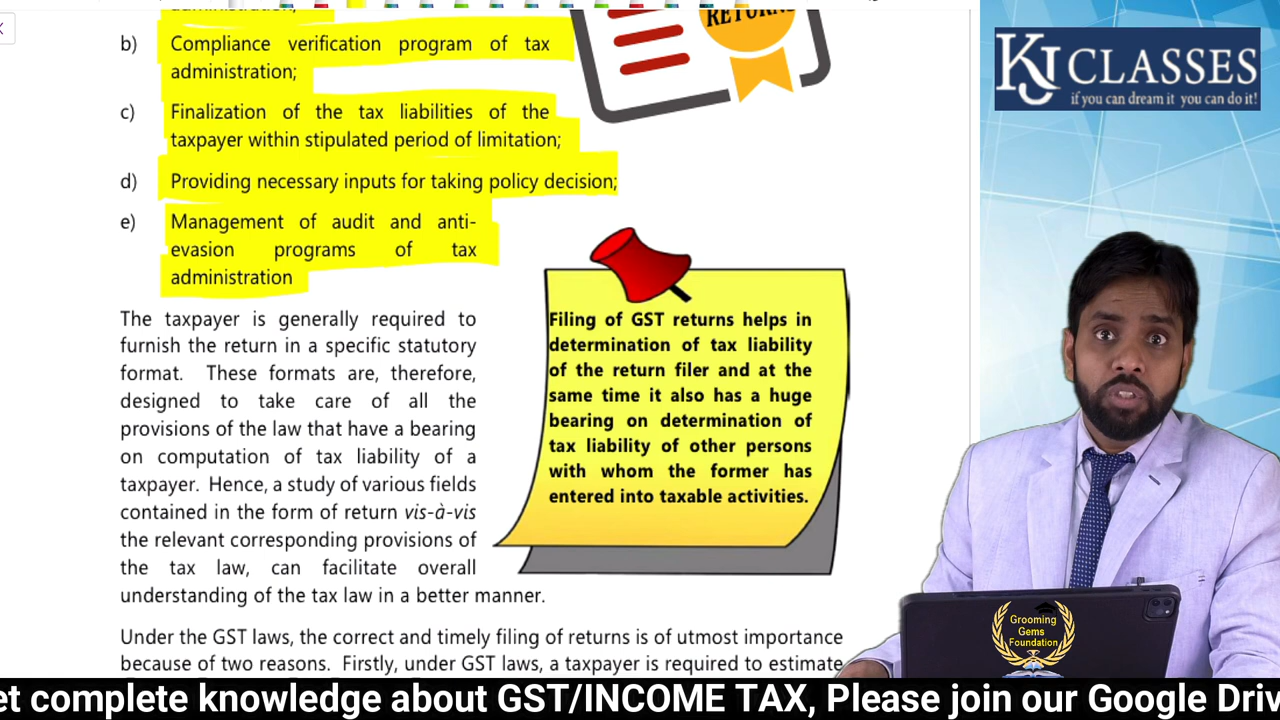 administration;
b) Compliance verification program of tax
administration;
c) Finalization of the tax liabilities of the
taxpayer within stipulated period of limitation;
d) Providing necessary inputs for taking policy decision;
e) Management of audit and anti-
evasion programs of tax
administration
The taxpayer is generally required to
furnish the return in a specific statutory
format. These formats are, therefore,
designed to take care of all the
provisions of the law that have a bearing
on computation of tax liability of a
taxpayer. Hence, a study of various fields
contained in the form of return vis-à-vis
the relevant corresponding provisions of
the tax law, can facilitate overall
understanding of the tax law in a better manner.
Under the GST laws, the correct and timely filing of returns is of utmost importance
because of two reasons. Firstly, under GST laws, a taxpayer is required to estimate
RETURNS
Filing of GST returns helps in
determination of tax liability
of the return filer and at the
same time it also has a huge
bearing on determination of
tax liability of other persons
with whom the former has
entered into taxable activities.
KJ CLASSES
if you can dream it you can do it!
Grooming
Gems
Foundation
et complete knowledge about GST/INCOME TAX, Please join our Google Driv